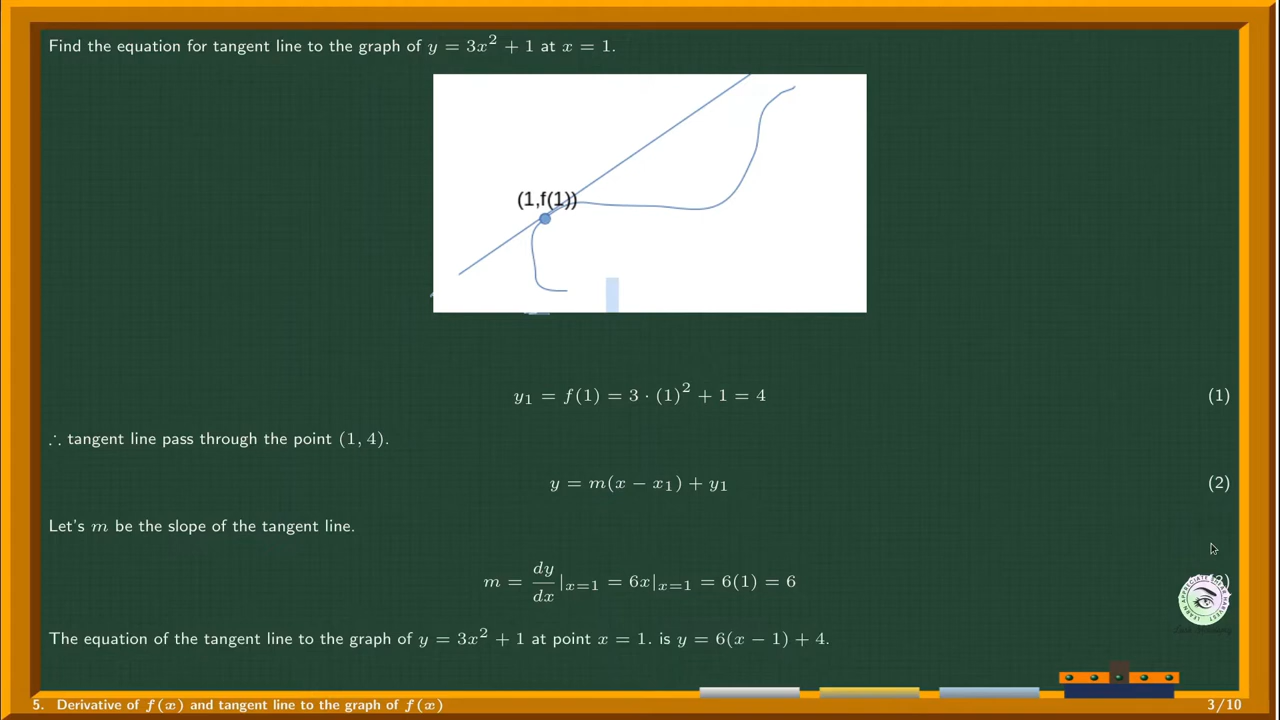 Find the equation for tangent line to the graph of y = 3x² + 1 at x = 1.
(1,f(1))
y₁ = f(1) = 3 · (1)² + 1 = 4 (1)
∴ tangent line pass through the point (1, 4).
y = m(x − x₁) + y₁ (2)
Let's m be the slope of the tangent line.
m = dy/dx |ₓ₌₁ = 6x|ₓ₌₁ = 6(1) = 6
The equation of the tangent line to the graph of y = 3x² + 1 at point x = 1. is y = 6(x − 1) + 4.
5. Derivative of f(x) and tangent line to the graph of f(x) 3/10